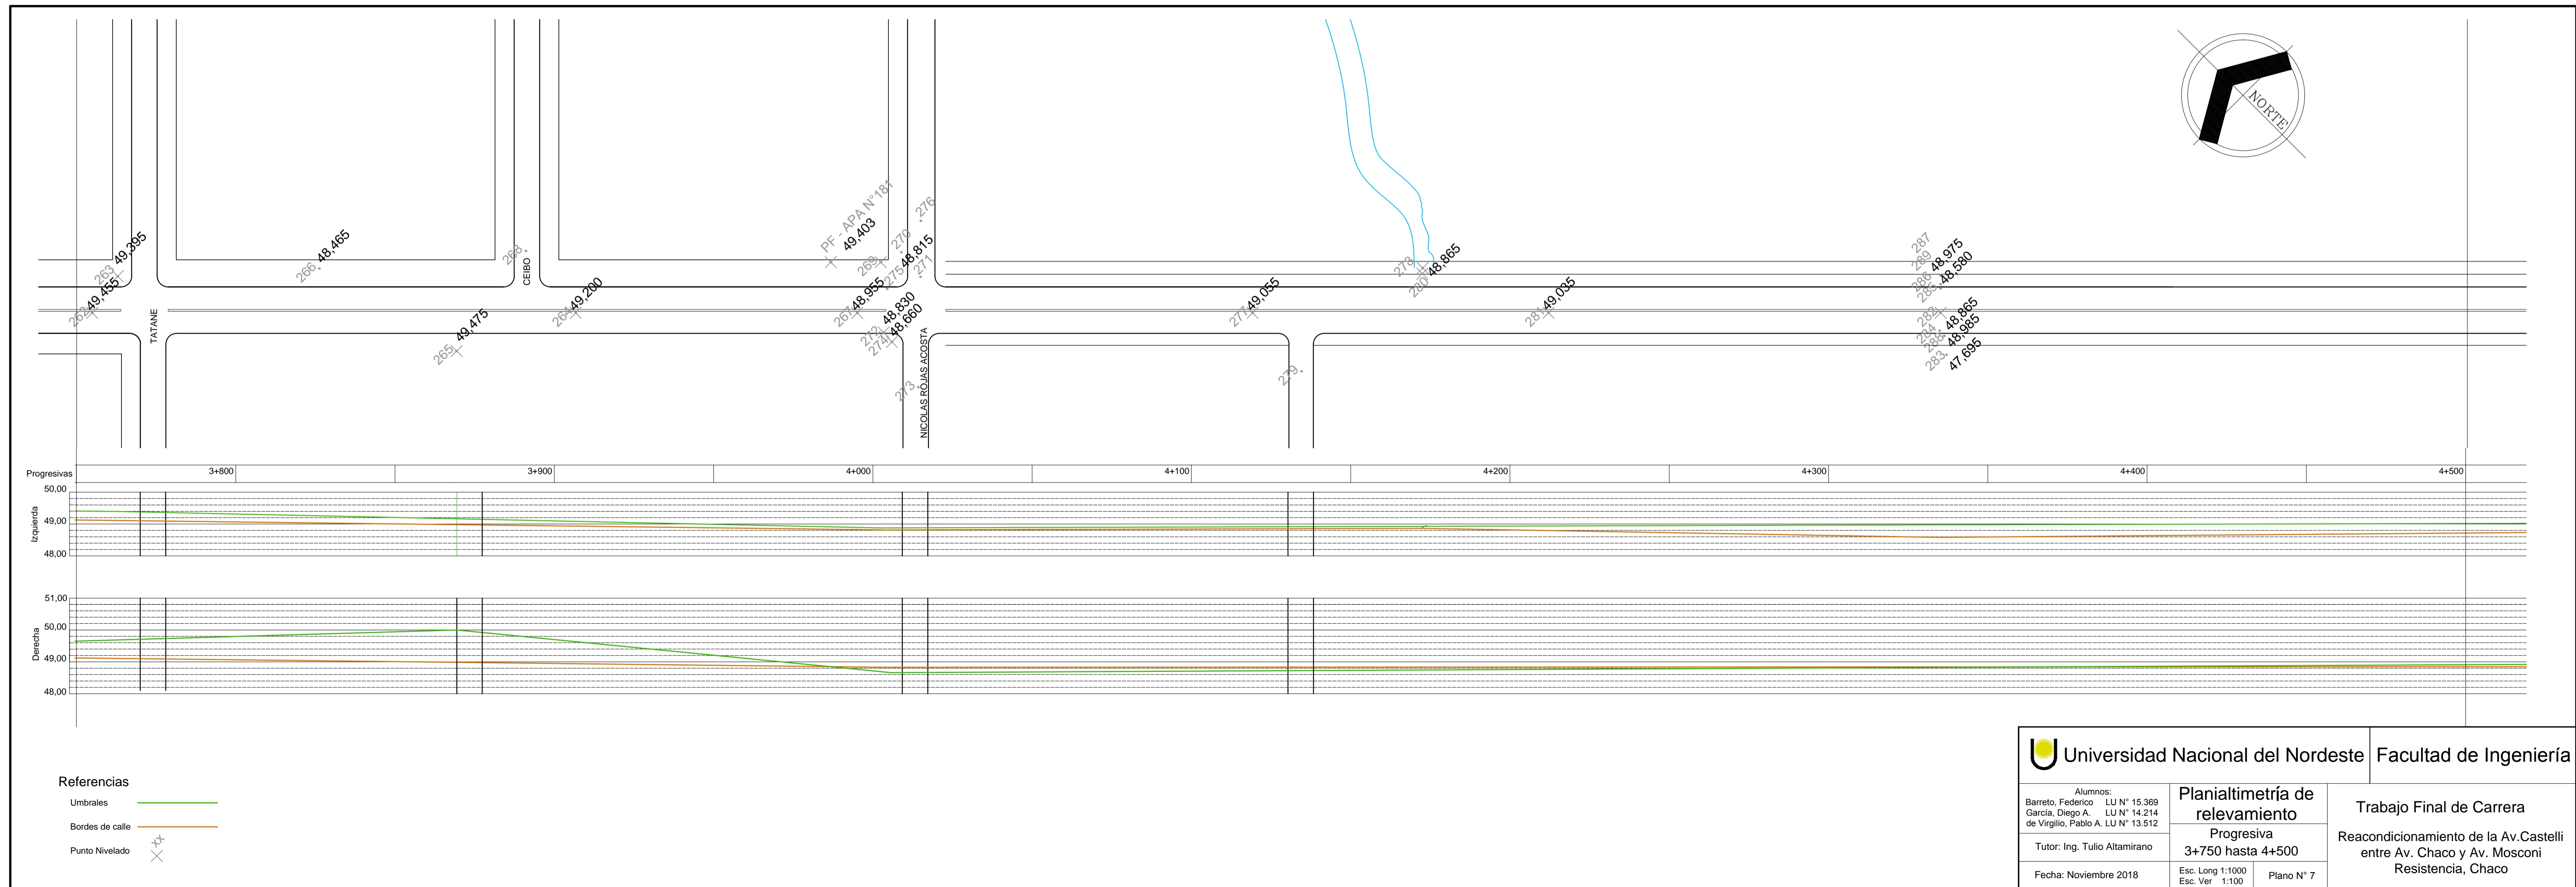 NORTE
PF - APA N°181
49,403
276
270
269
48,815
275
271
263
49,395
262
49,455
266
48,465
268
CEIBO
264
49,200
265
49,475
267
48,955
272
48,830
274
48,660
273
TATANE
NICOLAS ROJAS ACOSTA
277
49,055
278
48,865
280
279
281
49,035
287
289
48,975
286
48,580
285
282
48,865
284
48,985
288
283
47,695
Progresivas
3+800
3+900
4+000
4+100
4+200
4+300
4+400
4+500
Izquierda
50,00
49,00
48,00
Derecha
51,00
50,00
49,00
48,00
Referencias
Umbrales
Bordes de calle
Punto Nivelado
xx
Universidad Nacional del Nordeste
Facultad de Ingeniería
Alumnos:
Barreto, Federico LU N° 15.369
García, Diego A. LU N° 14.214
de Virgilio, Pablo A. LU N° 13.512
Tutor: Ing. Tulio Altamirano
Fecha: Noviembre 2018
Planialtimetría de
relevamiento
Progresiva
3+750 hasta 4+500
Esc. Long 1:1000
Esc. Ver 1:100
Plano N° 7
Trabajo Final de Carrera
Reacondicionamiento de la Av.Castelli
entre Av. Chaco y Av. Mosconi
Resistencia, Chaco